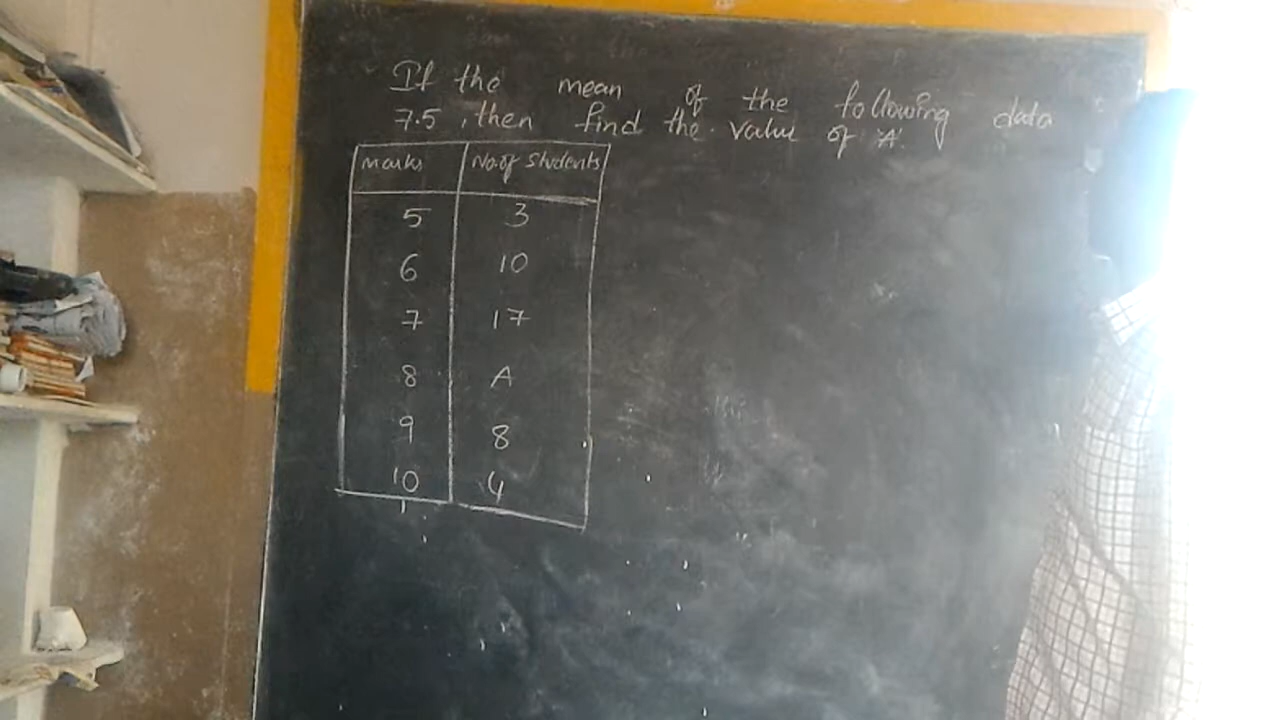 If the mean of the following data
7.5, then find the value of 'A'.
Marks No. of Students
5 3
6 10
7 17
8 A
9 8
10 4